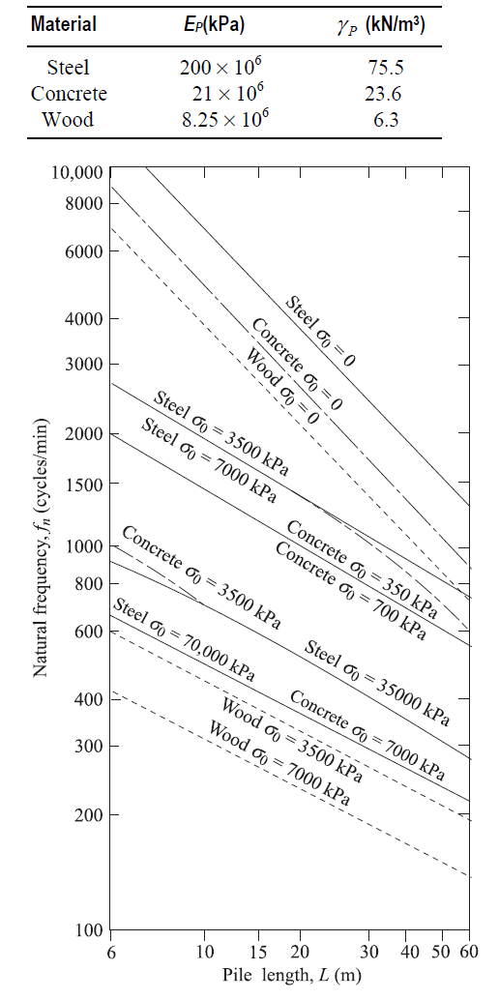 Material E_P(kPa) γ_P (kN/m³)
Steel 200 × 10⁶ 75.5
Concrete 21 × 10⁶ 23.6
Wood 8.25 × 10⁶ 6.3
10,000
8000
6000
4000
3000
2000
1500
1000
800
600
400
300
200
100
Natural frequency, f_n (cycles/min)
Steel σ₀ = 0
Concrete σ₀ = 0
Wood σ₀ = 0
Steel σ₀ = 3500 kPa
Steel σ₀ = 7000 kPa
Concrete σ₀ = 350 kPa
Concrete σ₀ = 700 kPa
Concrete σ₀ = 3500 kPa
Steel σ₀ = 70,000 kPa
Steel σ₀ = 35000 kPa
Concrete σ₀ = 7000 kPa
Wood σ₀ = 3500 kPa
Wood σ₀ = 7000 kPa
6 10 15 20 30 40 50 60
Pile length, L (m)